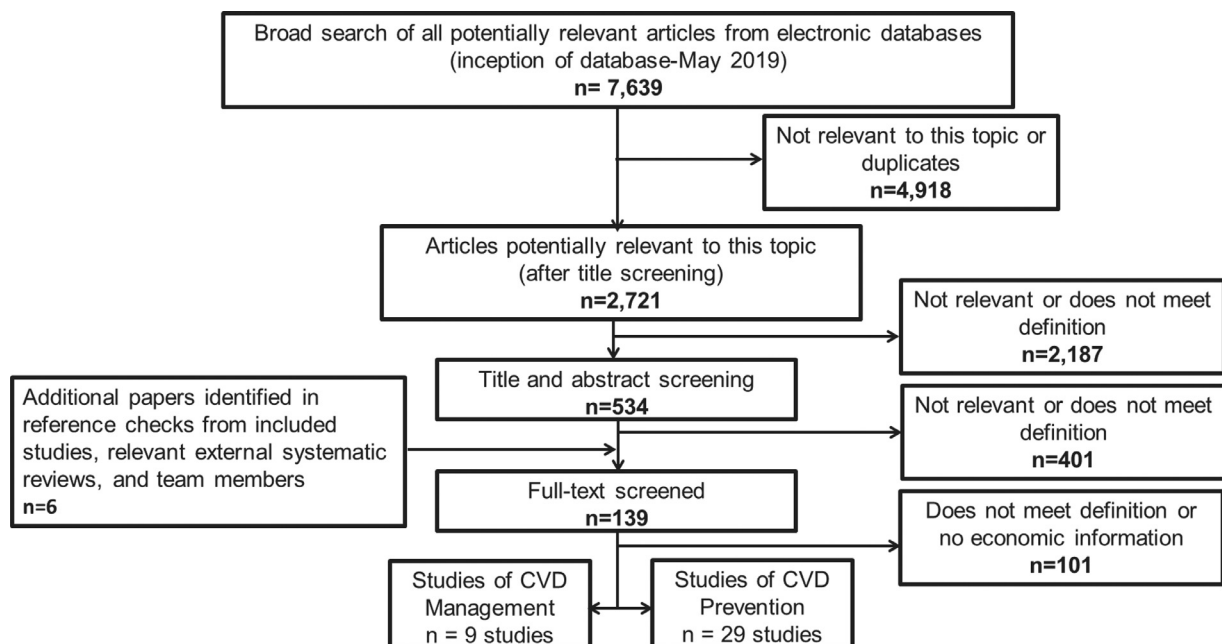 Broad search of all potentially relevant articles from electronic databases
(inception of database-May 2019)
n= 7,639
Not relevant to this topic or
duplicates
n=4,918
Articles potentially relevant to this topic
(after title screening)
n=2,721
Not relevant or does not meet
definition
n=2,187
Title and abstract screening
n=534
Additional papers identified in
reference checks from included
studies, relevant external systematic
reviews, and team members
n=6
Not relevant or does not meet
definition
n=401
Full-text screened
n=139
Does not meet definition or
no economic information
n=101
Studies of CVD
Management
n = 9 studies
Studies of CVD
Prevention
n = 29 studies